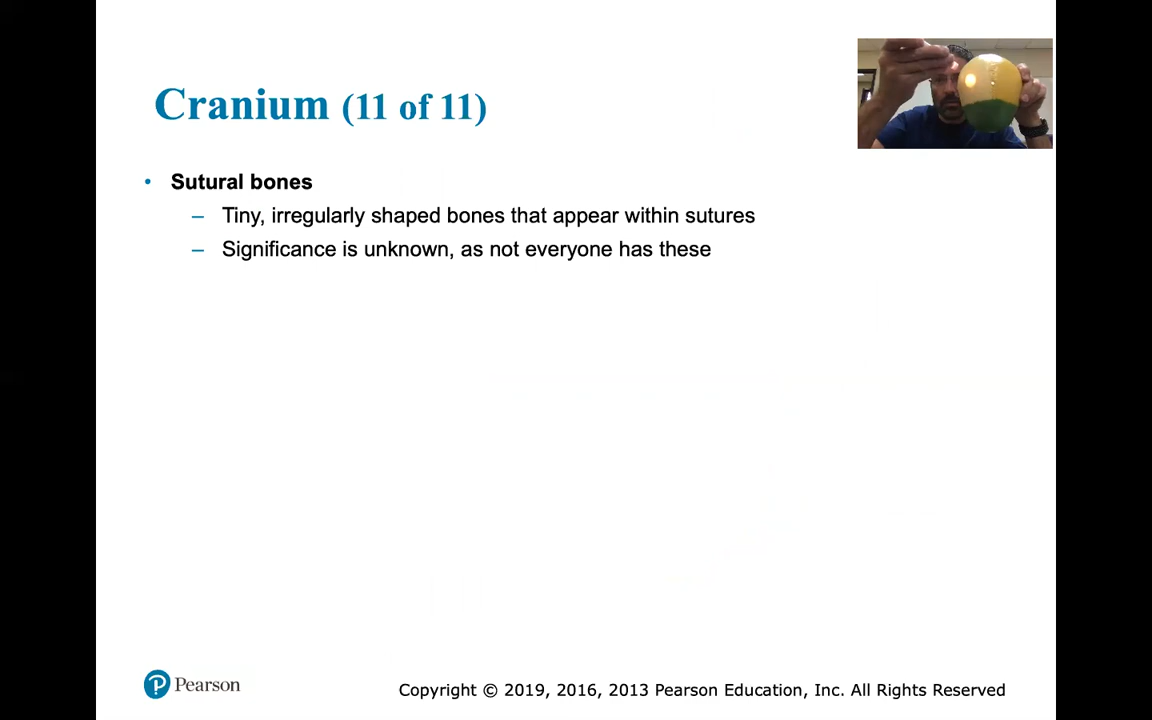 Cranium (11 of 11)
• Sutural bones
– Tiny, irregularly shaped bones that appear within sutures
– Significance is unknown, as not everyone has these
Pearson
Copyright © 2019, 2016, 2013 Pearson Education, Inc. All Rights Reserved